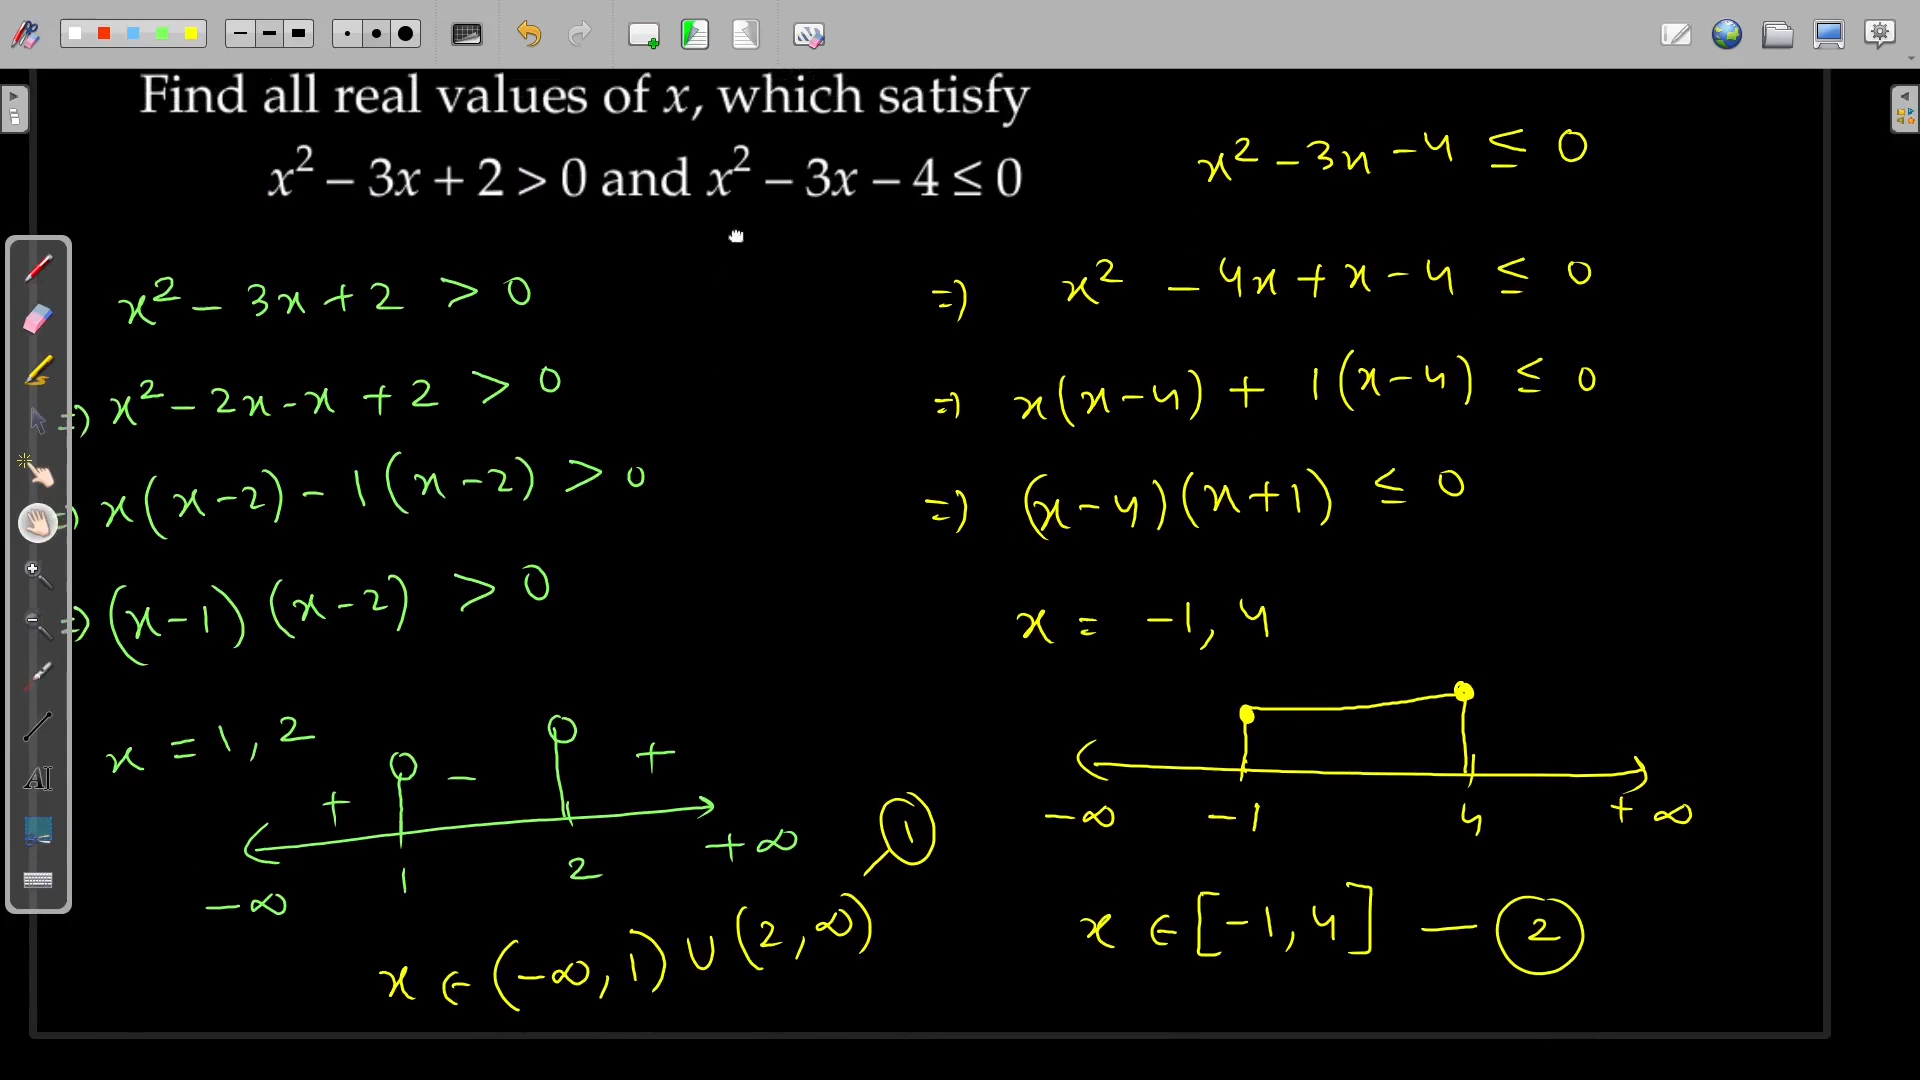 Find all real values of x, which satisfy
x² – 3x + 2 > 0 and x² – 3x – 4 ≤ 0
x² – 3x + 2 > 0
⇒ x² – 2x – x + 2 > 0
⇒ x(x – 2) – 1(x – 2) > 0
⇒ (x – 1)(x – 2) > 0
x = 1, 2
+ – +
–∞ 1 2 +∞
x ∈ (–∞, 1) ∪ (2, ∞) — ①
x² – 3x – 4 ≤ 0
⇒ x² – 4x + x – 4 ≤ 0
⇒ x(x – 4) + 1(x – 4) ≤ 0
⇒ (x – 4)(x + 1) ≤ 0
x = –1, 4
–∞ –1 4 +∞
x ∈ [–1, 4] — ②
AI